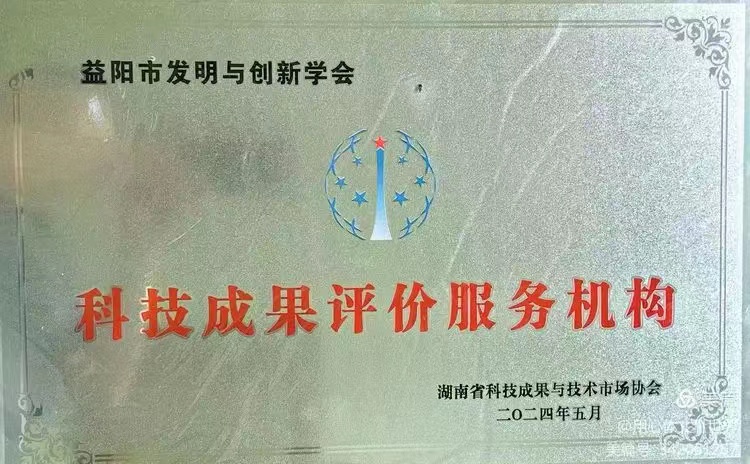 益阳市发明与创新学会
科技成果评价服务机构
湖南省科技成果与技术市场协会
二〇二四年五月